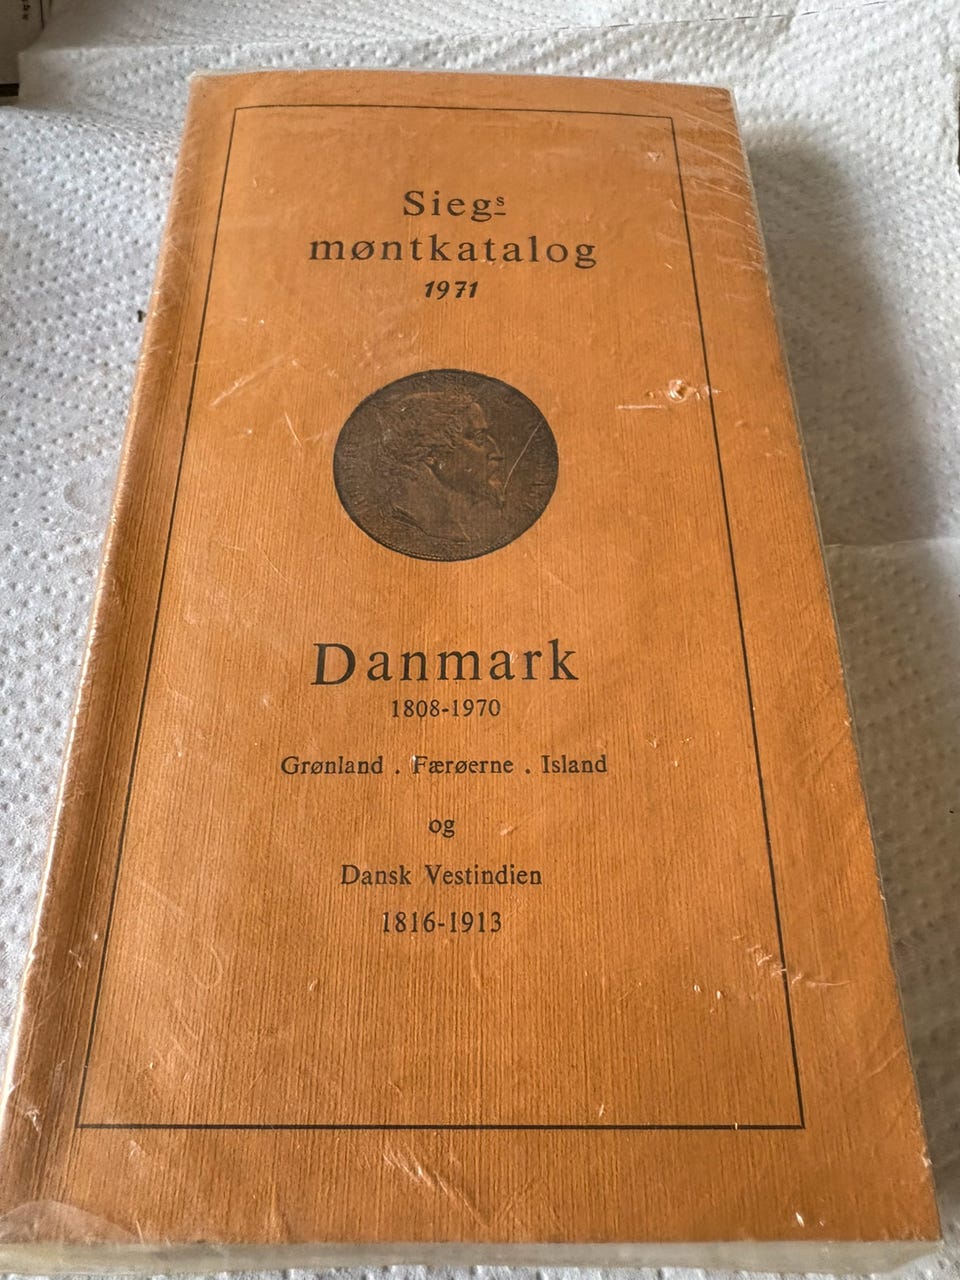 Siegs
møntkatalog
1971
Danmark
1808-1970
Grønland . Færøerne . Island
og
Dansk Vestindien
1816-1913